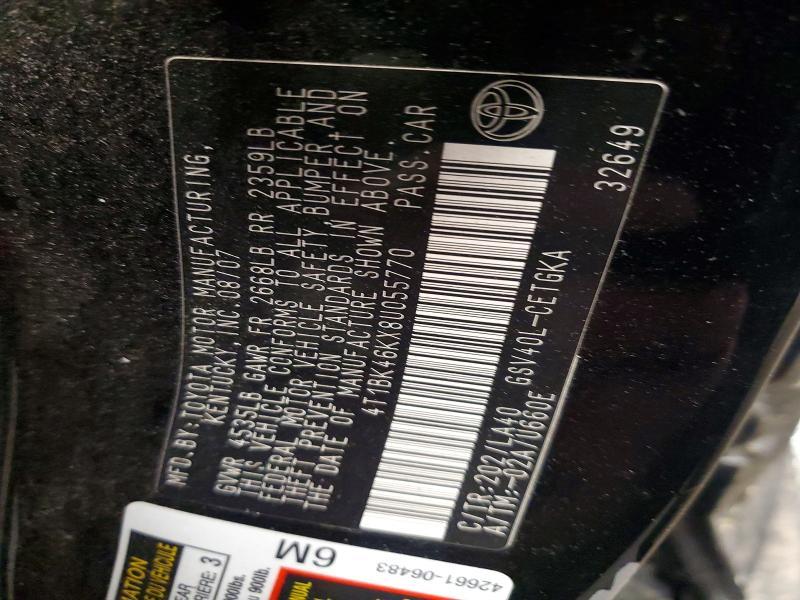 MFD. BY: TOYOTA MOTOR MANUFACTURING,
KENTUCKY, INC. 08/07
GVWR 4535LB GAWR FR 2668LB RR 2359LB
THIS VEHICLE CONFORMS TO ALL APPLICABLE
FEDERAL MOTOR VEHICLE SAFETY BUMPER, AND
THEFT PREVENTION STANDARDS IN EFFECT ON
THE DATE OF MANUFACTURE SHOWN ABOVE.
4T1BK46KX8U055770 PASS. CAR
C/TR:202/LA40 GSV40L-CETGKA
A/TM:-02A/U660E
32649
6M
42661-06483